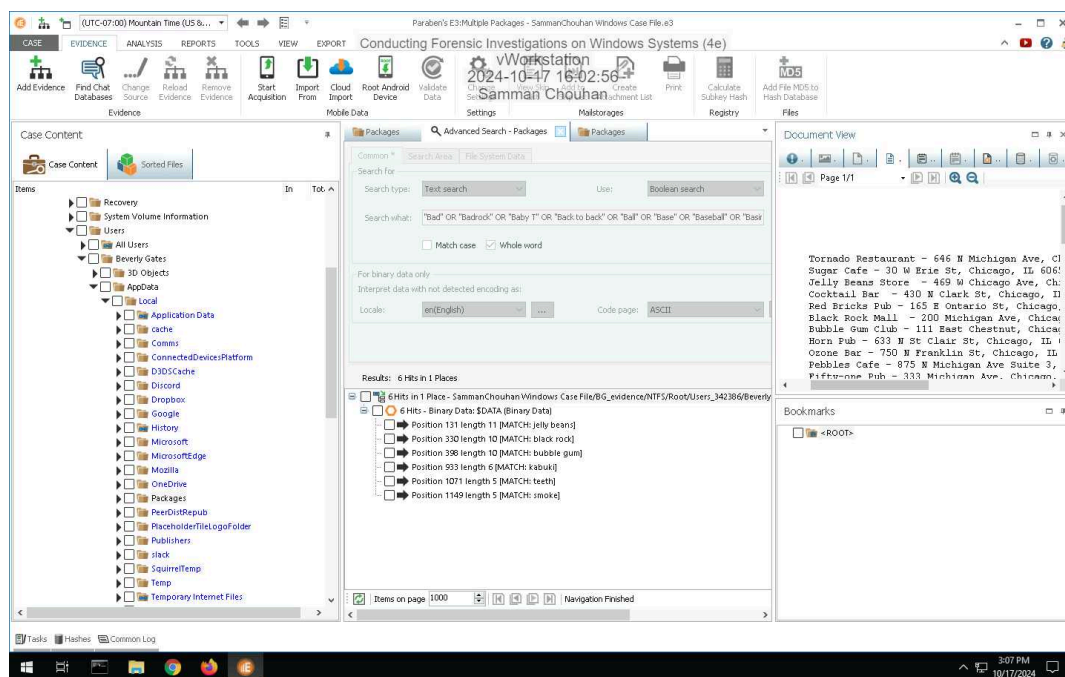 (UTC-07:00) Mountain Time (US &...
Paraben's E3:Multiple Packages - SammanChouhan Windows Case File.e3
CASE EVIDENCE ANALYSIS REPORTS TOOLS VIEW EXPORT
Conducting Forensic Investigations on Windows Systems (4e)
vWorkstation
2024-10-17 16:02:56
Samman Chouhan
Add Evidence
Find Chat Databases
Change Source
Reload Evidence
Remove Evidence
Start Acquisition
Import From
Cloud Import
Root Android Device
Validate Data
Create
Attachment List
Print
Calculate Subkey Hash
Add File MD5 to Hash Database
Evidence
Mobile Data
Settings
Mailstorages
Registry
Files
Case Content
Case Content
Sorted Files
Items In Tot.
Recovery
System Volume Information
Users
All Users
Beverly Gates
3D Objects
AppData
Local
Application Data
cache
Comms
ConnectedDevicesPlatform
D3DSCache
Discord
Dropbox
Google
History
Microsoft
MicrosoftEdge
Mozilla
OneDrive
Packages
PeerDistRepub
PlaceholderTileLogoFolder
Publishers
slack
SquirrelTemp
Temp
Temporary Internet Files
Packages
Advanced Search - Packages
Packages
Common * Search Area File System Data
Search for
Search type: Text search Use: Boolean search
Search what: "Bad" OR "Badrock" OR "Baby T" OR "Back to back" OR "Ball" OR "Base" OR "Baseball" OR "Basi
Match case Whole word
For binary data only
Interpret data with not detected encoding as:
Locale: en(English) ... Code page: ASCII
Results: 6 Hits in 1 Places
6 Hits in 1 Place - SammanChouhan Windows Case File/BG_evidence/NTFS/Root/Users_342386/Beverly
6 Hits - Binary Data: $DATA (Binary Data)
Position 131 length 11 [MATCH: jelly beans]
Position 330 length 10 [MATCH: black rock]
Position 398 length 10 [MATCH: bubble gum]
Position 933 length 6 [MATCH: kabuki]
Position 1071 length 5 [MATCH: teeth]
Position 1149 length 5 [MATCH: smoke]
Items on page 1000 Navigation Finished
Document View
Page 1/1
Tornado Restaurant - 646 N Michigan Ave, Cl
Sugar Cafe - 30 W Erie St, Chicago, IL 606
Jelly Beans Store - 469 W Chicago Ave, Ch
Cocktail Bar - 430 N Clark St, Chicago, I
Red Bricks Pub - 165 E Ontario St, Chicago,
Black Rock Mall - 200 Michigan Ave, Chica
Bubble Gum Club - 111 East Chestnut, Chica
Horn Pub - 633 N St Clair St, Chicago, IL
Ozone Bar - 750 N Franklin St, Chicago, IL
Pebbles Cafe - 875 N Michigan Ave Suite 3,
Fifty-one Pub - 333 Michigan Ave, Chicago,
Bookmarks
<ROOT>
Tasks Hashes Common Log
3:07 PM
10/17/2024